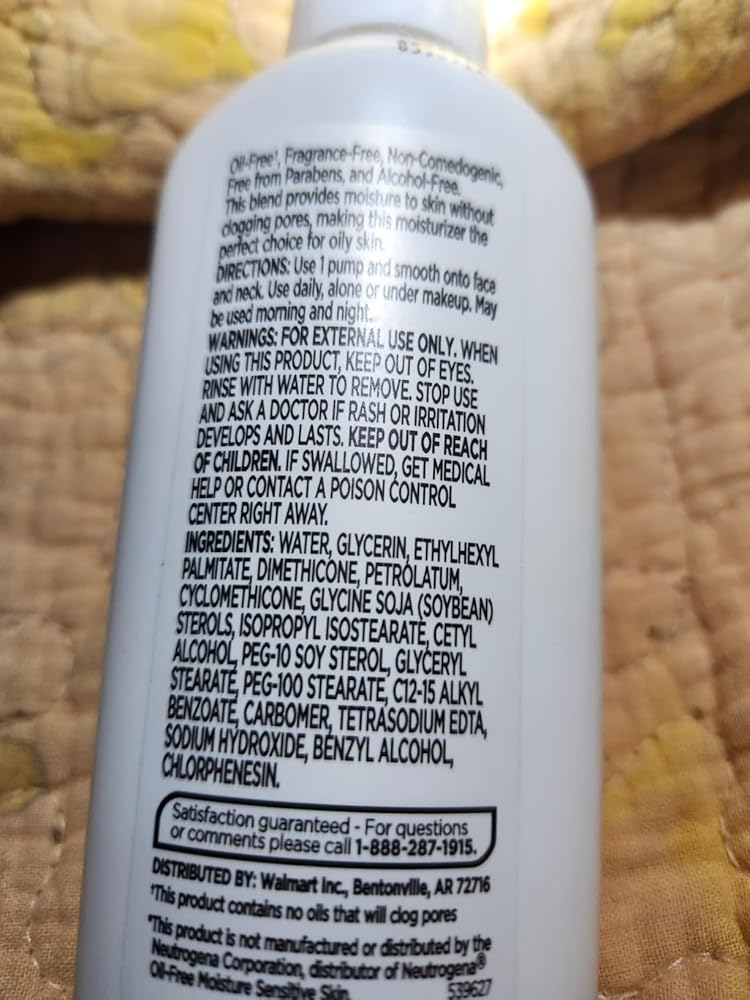 Oil-Free†, Fragrance-Free, Non-Comedogenic,
Free from Parabens, and Alcohol-Free.
This blend provides moisture to skin without
clogging pores, making this moisturizer the
perfect choice for oily skin.
DIRECTIONS: Use 1 pump and smooth onto face
and neck. Use daily, alone or under makeup. May
be used morning and night.
WARNINGS: FOR EXTERNAL USE ONLY. WHEN
USING THIS PRODUCT, KEEP OUT OF EYES.
RINSE WITH WATER TO REMOVE. STOP USE
AND ASK A DOCTOR IF RASH OR IRRITATION
DEVELOPS AND LASTS. KEEP OUT OF REACH
OF CHILDREN. IF SWALLOWED, GET MEDICAL
HELP OR CONTACT A POISON CONTROL
CENTER RIGHT AWAY.
INGREDIENTS: WATER, GLYCERIN, ETHYLHEXYL
PALMITATE, DIMETHICONE, PETROLATUM,
CYCLOMETHICONE, GLYCINE SOJA (SOYBEAN)
STEROLS, ISOPROPYL ISOSTEARATE, CETYL
ALCOHOL, PEG-10 SOY STEROL, GLYCERYL
STEARATE, PEG-100 STEARATE, C12-15 ALKYL
BENZOATE, CARBOMER, TETRASODIUM EDTA,
SODIUM HYDROXIDE, BENZYL ALCOHOL,
CHLORPHENESIN.
Satisfaction guaranteed - For questions
or comments please call 1-888-287-1915.
DISTRIBUTED BY: Walmart Inc., Bentonville, AR 72716
†This product contains no oils that will clog pores
*This product is not manufactured or distributed by the
Neutrogena Corporation, distributor of Neutrogena®
Oil-Free Moisture Sensitive Skin. 539627